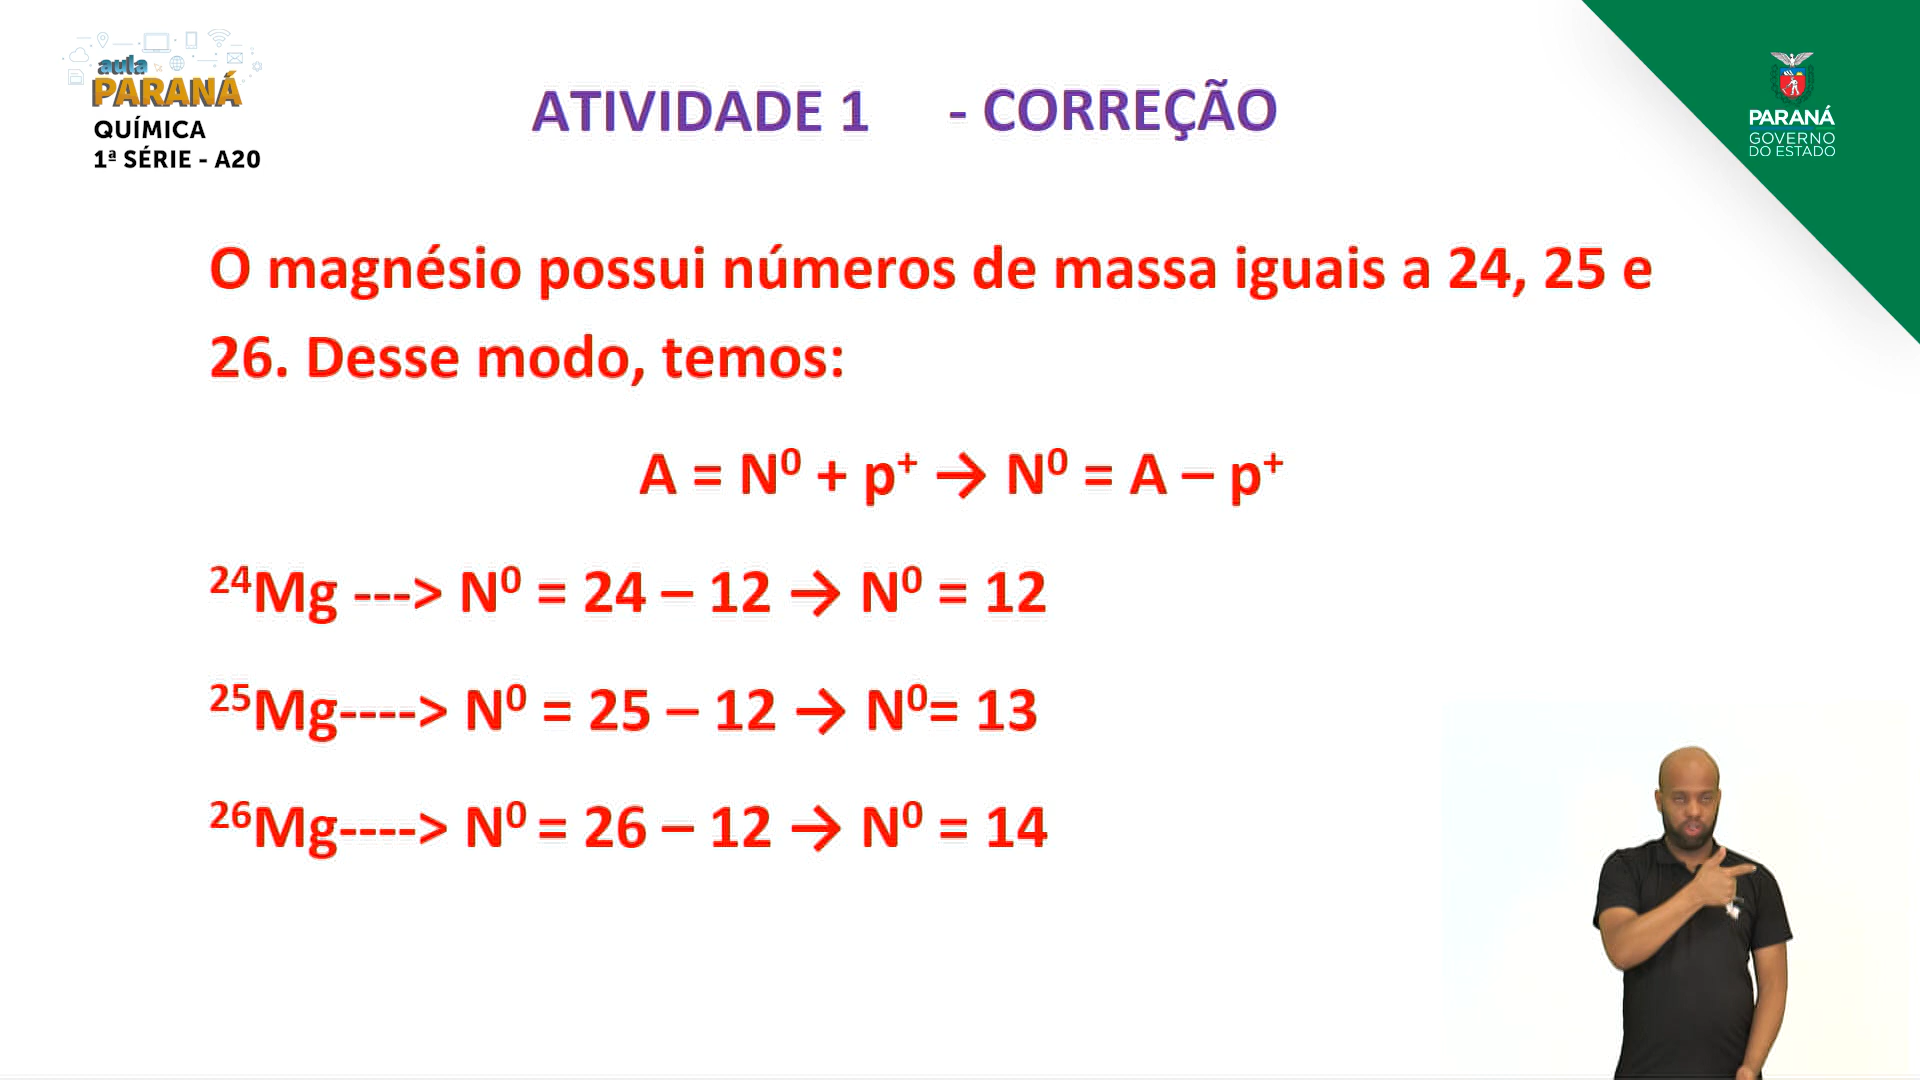 aula
PARANÁ
QUÍMICA
1ª SÉRIE - A20
ATIVIDADE 1 - CORREÇÃO
PARANÁ
GOVERNO
DO ESTADO
O magnésio possui números de massa iguais a 24, 25 e
26. Desse modo, temos:
A = N⁰ + p⁺ → N⁰ = A – p⁺
²⁴Mg ---> N⁰ = 24 – 12 → N⁰ = 12
²⁵Mg----> N⁰ = 25 – 12 → N⁰= 13
²⁶Mg----> N⁰ = 26 – 12 → N⁰ = 14